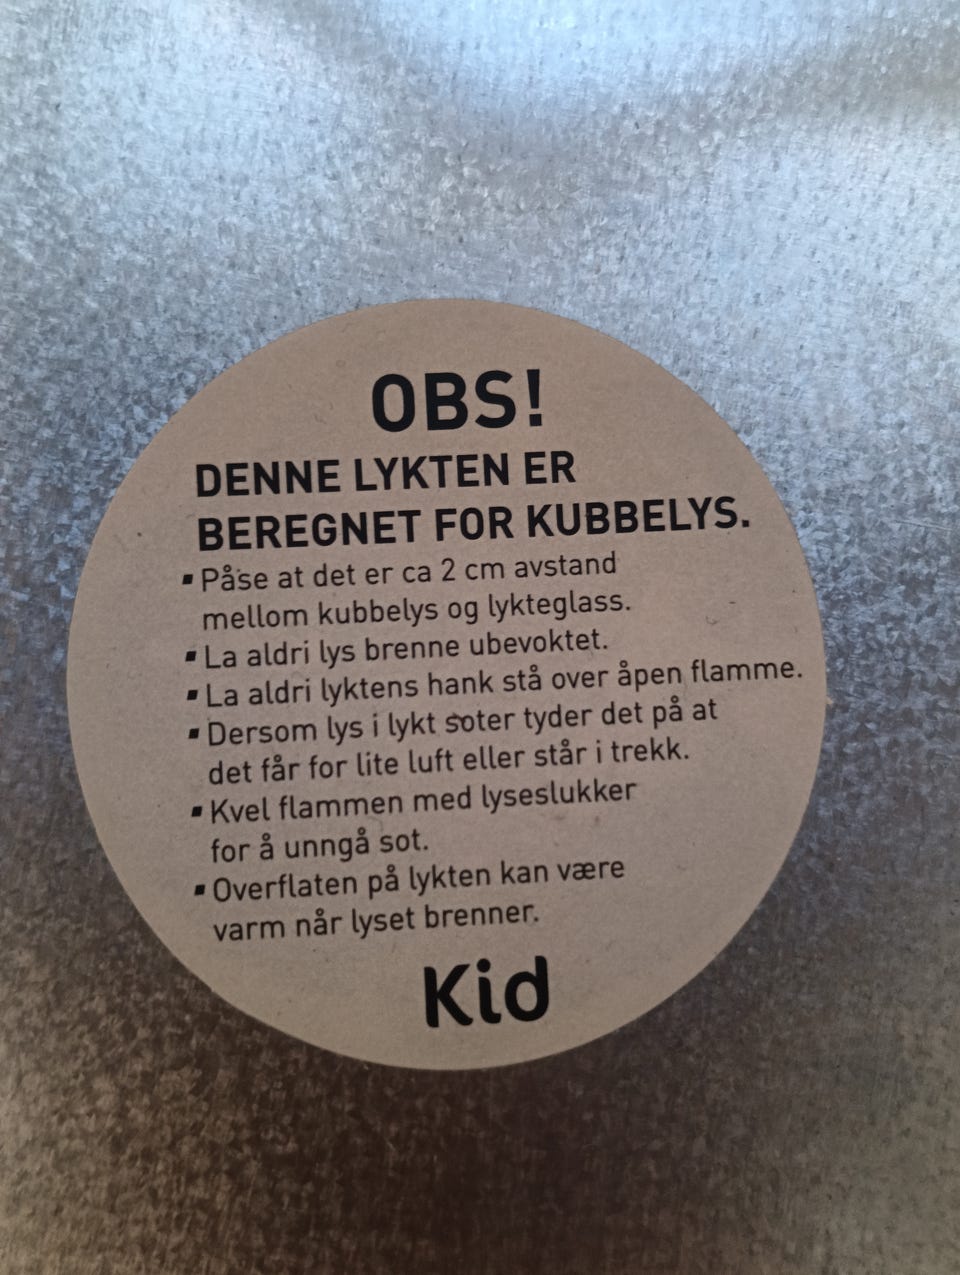 OBS!
DENNE LYKTEN ER
BEREGNET FOR KUBBELYS.
▪ Påse at det er ca 2 cm avstand
mellom kubbelys og lykteglass.
▪ La aldri lys brenne ubevoktet.
▪ La aldri lyktens hank stå over åpen flamme.
▪ Dersom lys i lykt soter tyder det på at
det får for lite luft eller står i trekk.
▪ Kvel flammen med lyseslukker
for å unngå sot.
▪ Overflaten på lykten kan være
varm når lyset brenner.
Kid